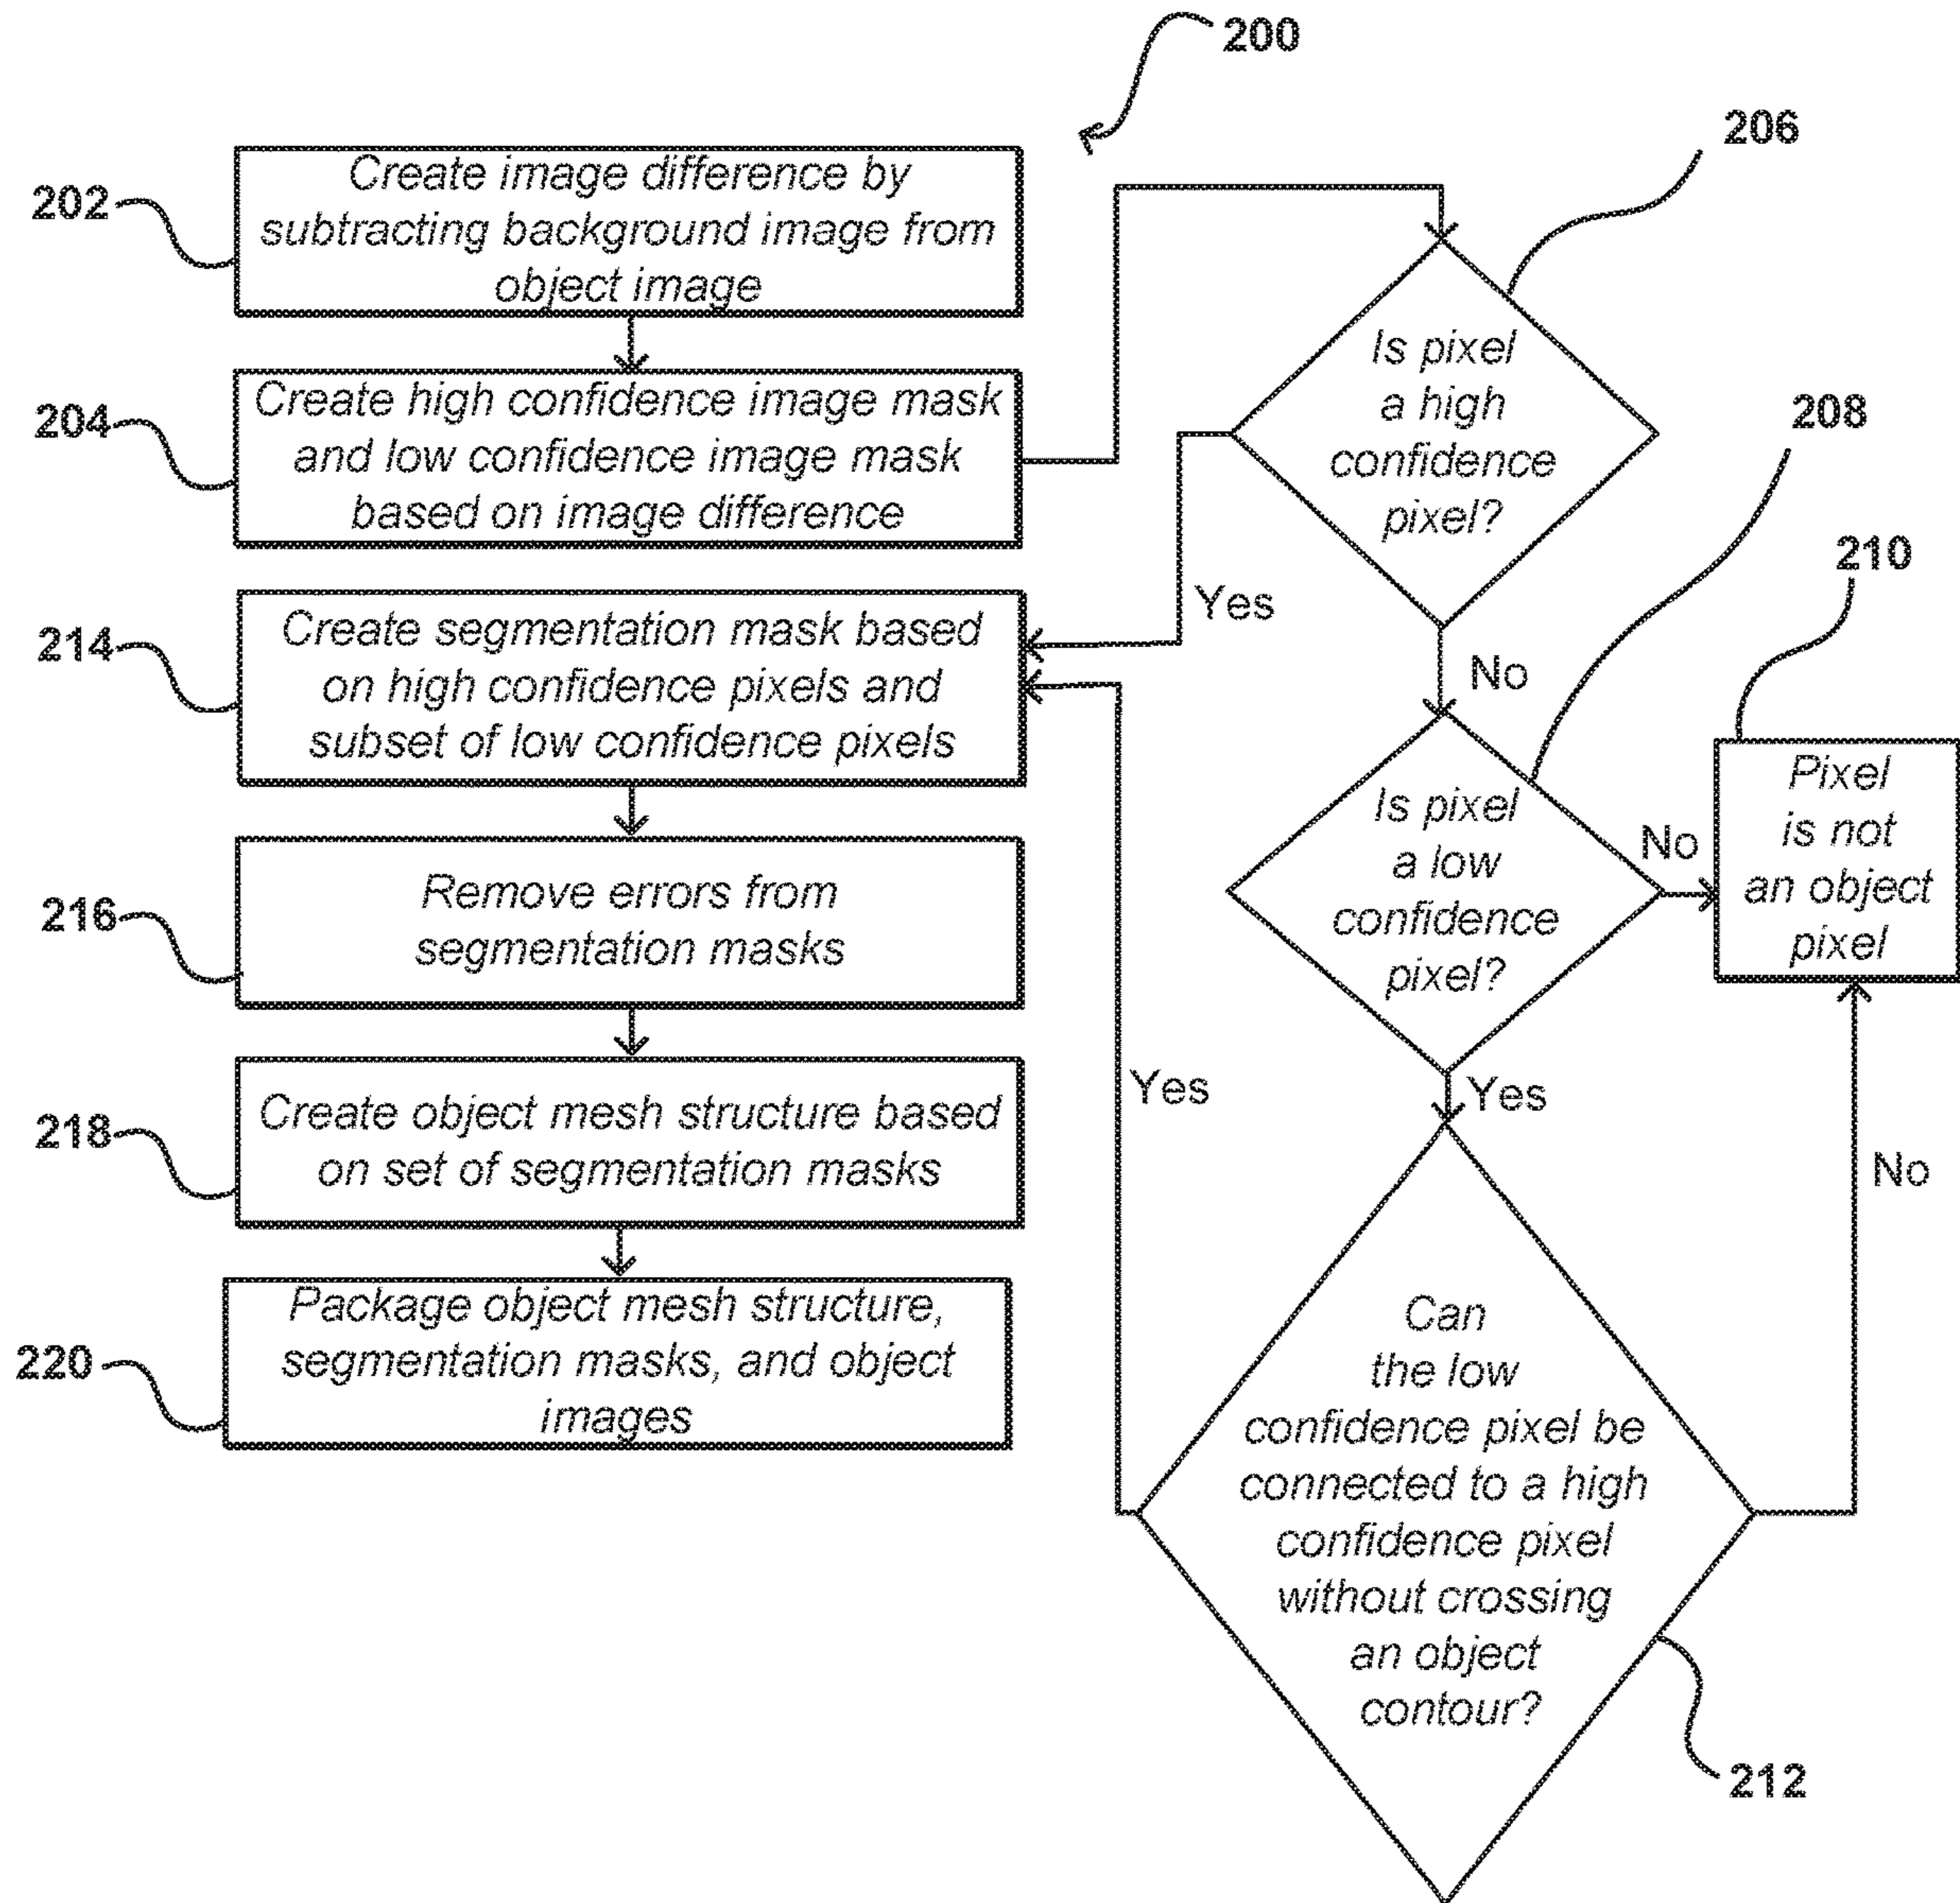 200
202
Create image difference by
subtracting background image from
object image
204
Create high confidence image mask
and low confidence image mask
based on image difference
206
Is pixel
a high
confidence
pixel?
Yes
No
208
Is pixel
a low
confidence
pixel?
No
Yes
210
Pixel
is not
an object
pixel
212
Can
the low
confidence pixel be
connected to a high
confidence pixel
without crossing
an object
contour?
Yes
No
214
Create segmentation mask based
on high confidence pixels and
subset of low confidence pixels
216
Remove errors from
segmentation masks
218
Create object mesh structure based
on set of segmentation masks
220
Package object mesh structure,
segmentation masks, and object
images